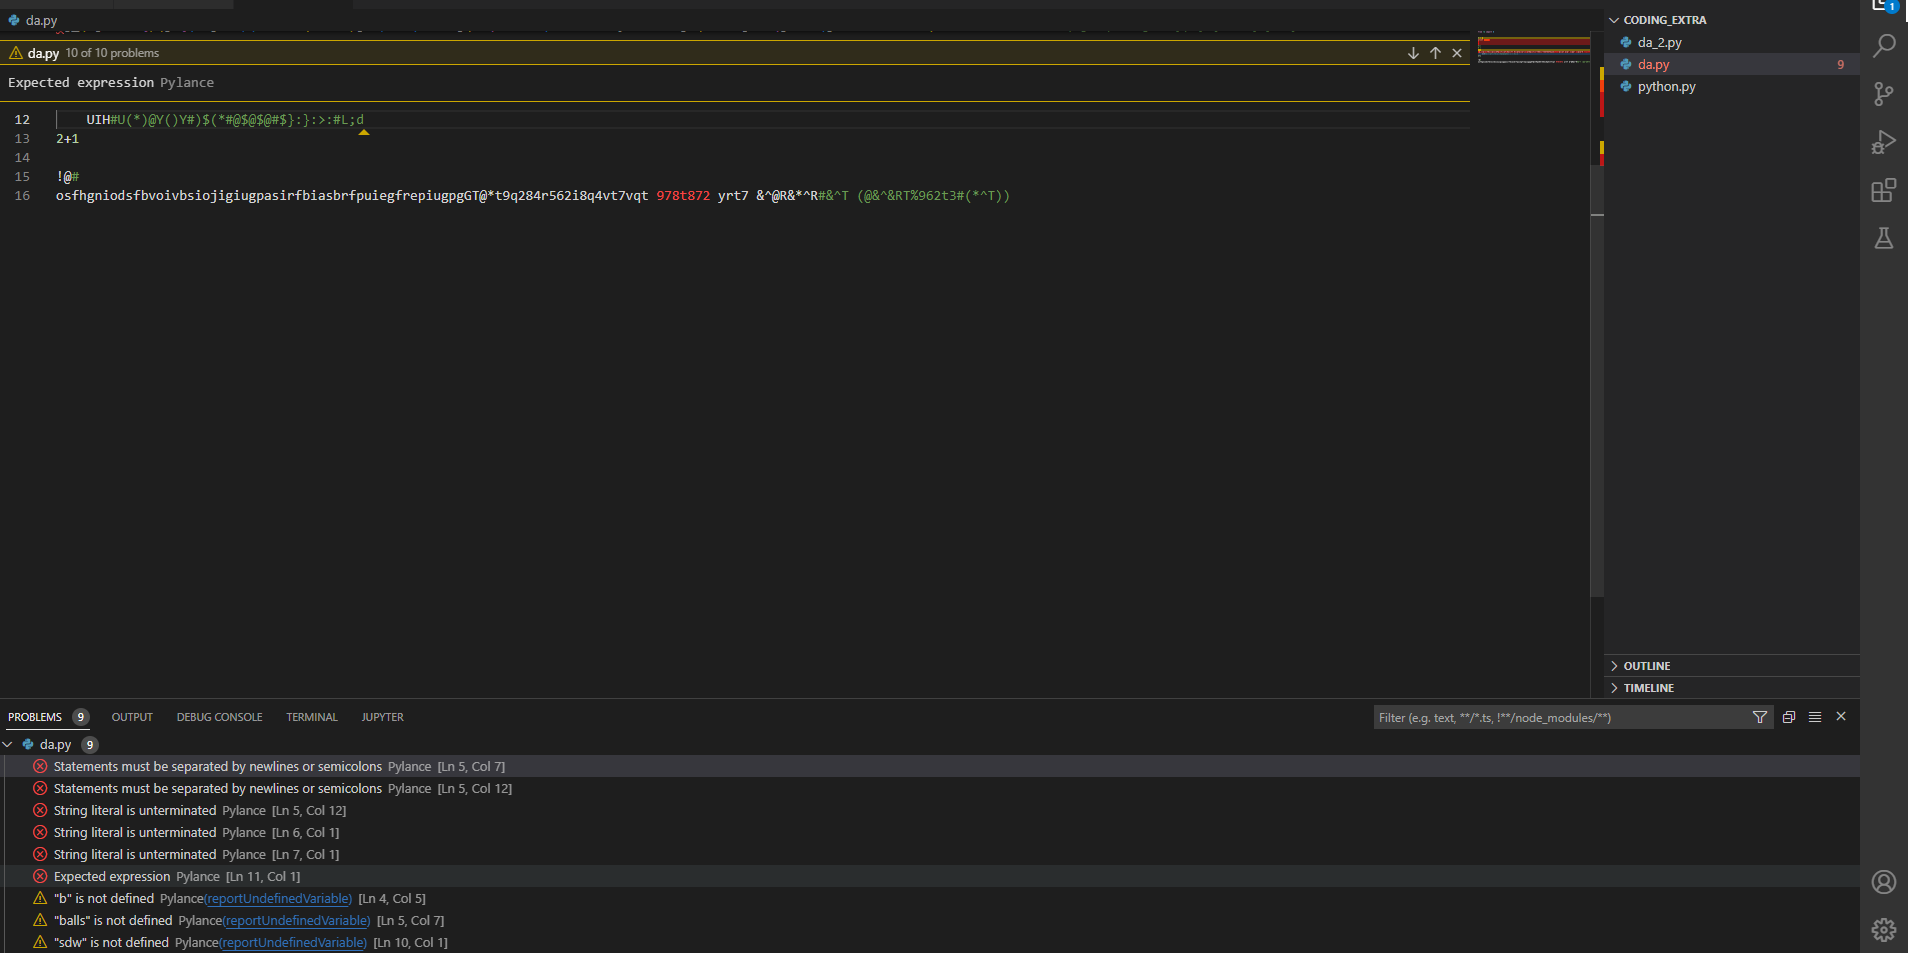 da.py
da.py 10 of 10 problems
Expected expression Pylance
12 UIH#U(*)@Y()Y#)$(*#@$@$@#$}:}:>:#L;d
13 2+1
14
15 !@#
16 osfhgniodsfbvoivbsiojigiugpasirfbiasbrfpuiegfrepiugpgGT@*t9q284r562i8q4vt7vqt 978t872 yrt7 &^@R&*^R#&^T (@&^&RT%962t3#(*^T))
CODING_EXTRA
da_2.py
da.py 9
python.py
1
OUTLINE
TIMELINE
PROBLEMS 9 OUTPUT DEBUG CONSOLE TERMINAL JUPYTER
Filter (e.g. text, **/*.ts, !**/node_modules/**)
da.py 9
Statements must be separated by newlines or semicolons Pylance [Ln 5, Col 7]
Statements must be separated by newlines or semicolons Pylance [Ln 5, Col 12]
String literal is unterminated Pylance [Ln 5, Col 12]
String literal is unterminated Pylance [Ln 6, Col 1]
String literal is unterminated Pylance [Ln 7, Col 1]
Expected expression Pylance [Ln 11, Col 1]
"b" is not defined Pylance(reportUndefinedVariable) [Ln 4, Col 5]
"balls" is not defined Pylance(reportUndefinedVariable) [Ln 5, Col 7]
"sdw" is not defined Pylance(reportUndefinedVariable) [Ln 10, Col 1]